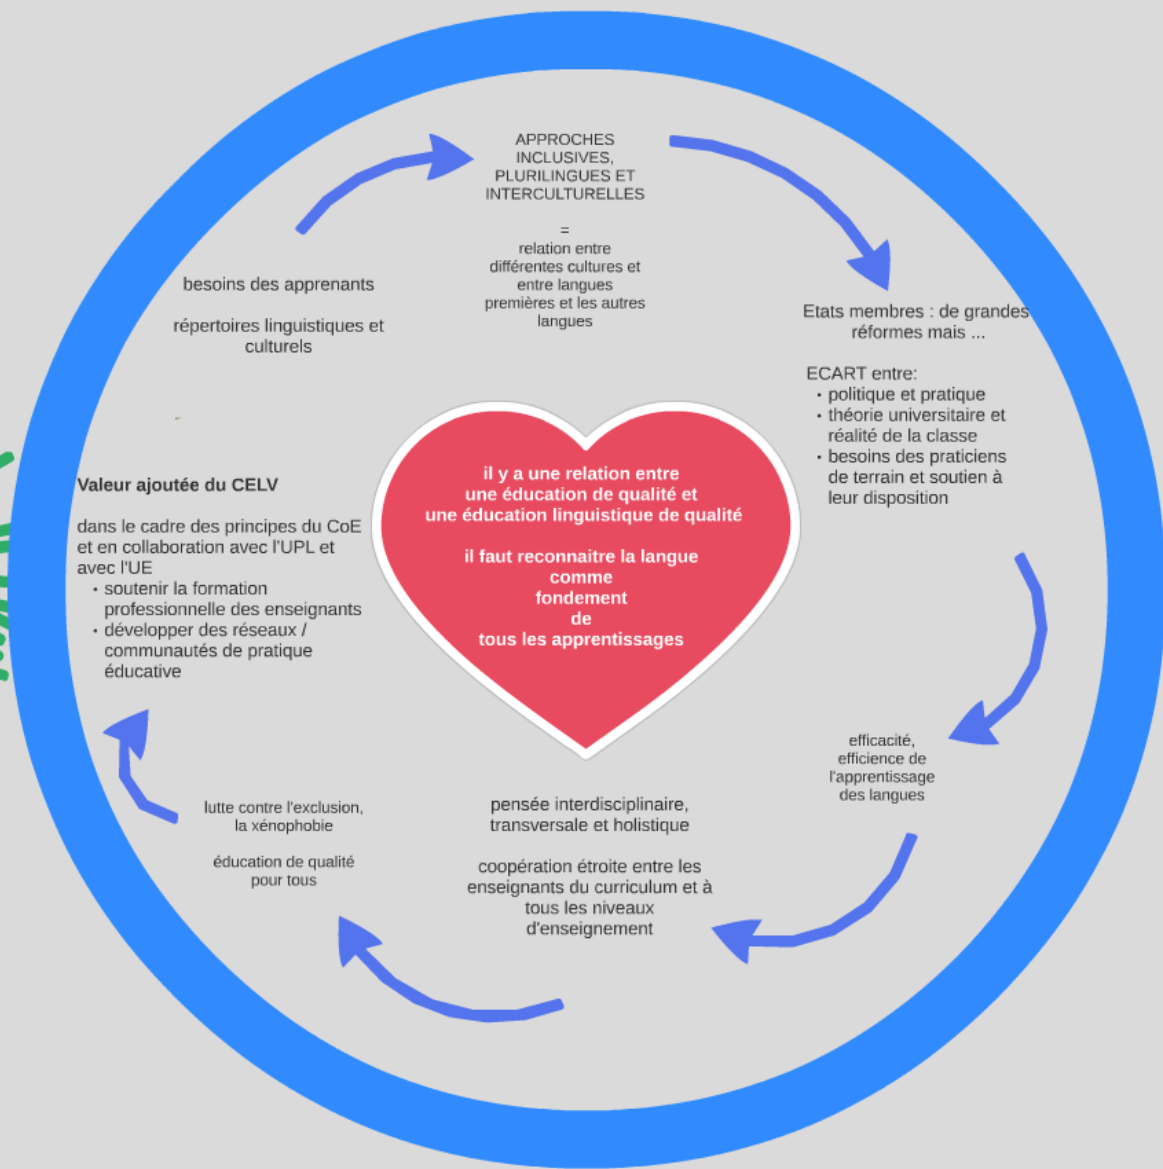 APPROCHES
INCLUSIVES,
PLURILINGUES ET
INTERCULTURELLES
=
relation entre
différentes cultures et
entre langues
premières et les autres
langues
Etats membres : de grandes
réformes mais ...
ECART entre:
• politique et pratique
• théorie universitaire et
réalité de la classe
• besoins des praticiens
de terrain et soutien à
leur disposition
efficacité,
efficience de
l'apprentissage
des langues
pensée interdisciplinaire,
transversale et holistique
coopération étroite entre les
enseignants du curriculum et à
tous les niveaux
d'enseignement
lutte contre l'exclusion,
la xénophobie
éducation de qualité
pour tous
Valeur ajoutée du CELV
dans le cadre des principes du CoE
et en collaboration avec l'UPL et
avec l'UE
• soutenir la formation
professionnelle des enseignants
• développer des réseaux /
communautés de pratique
éducative
besoins des apprenants
répertoires linguistiques et
culturels
il y a une relation entre
une éducation de qualité et
une éducation linguistique de qualité
il faut reconnaitre la langue
comme
fondement
de
tous les apprentissages